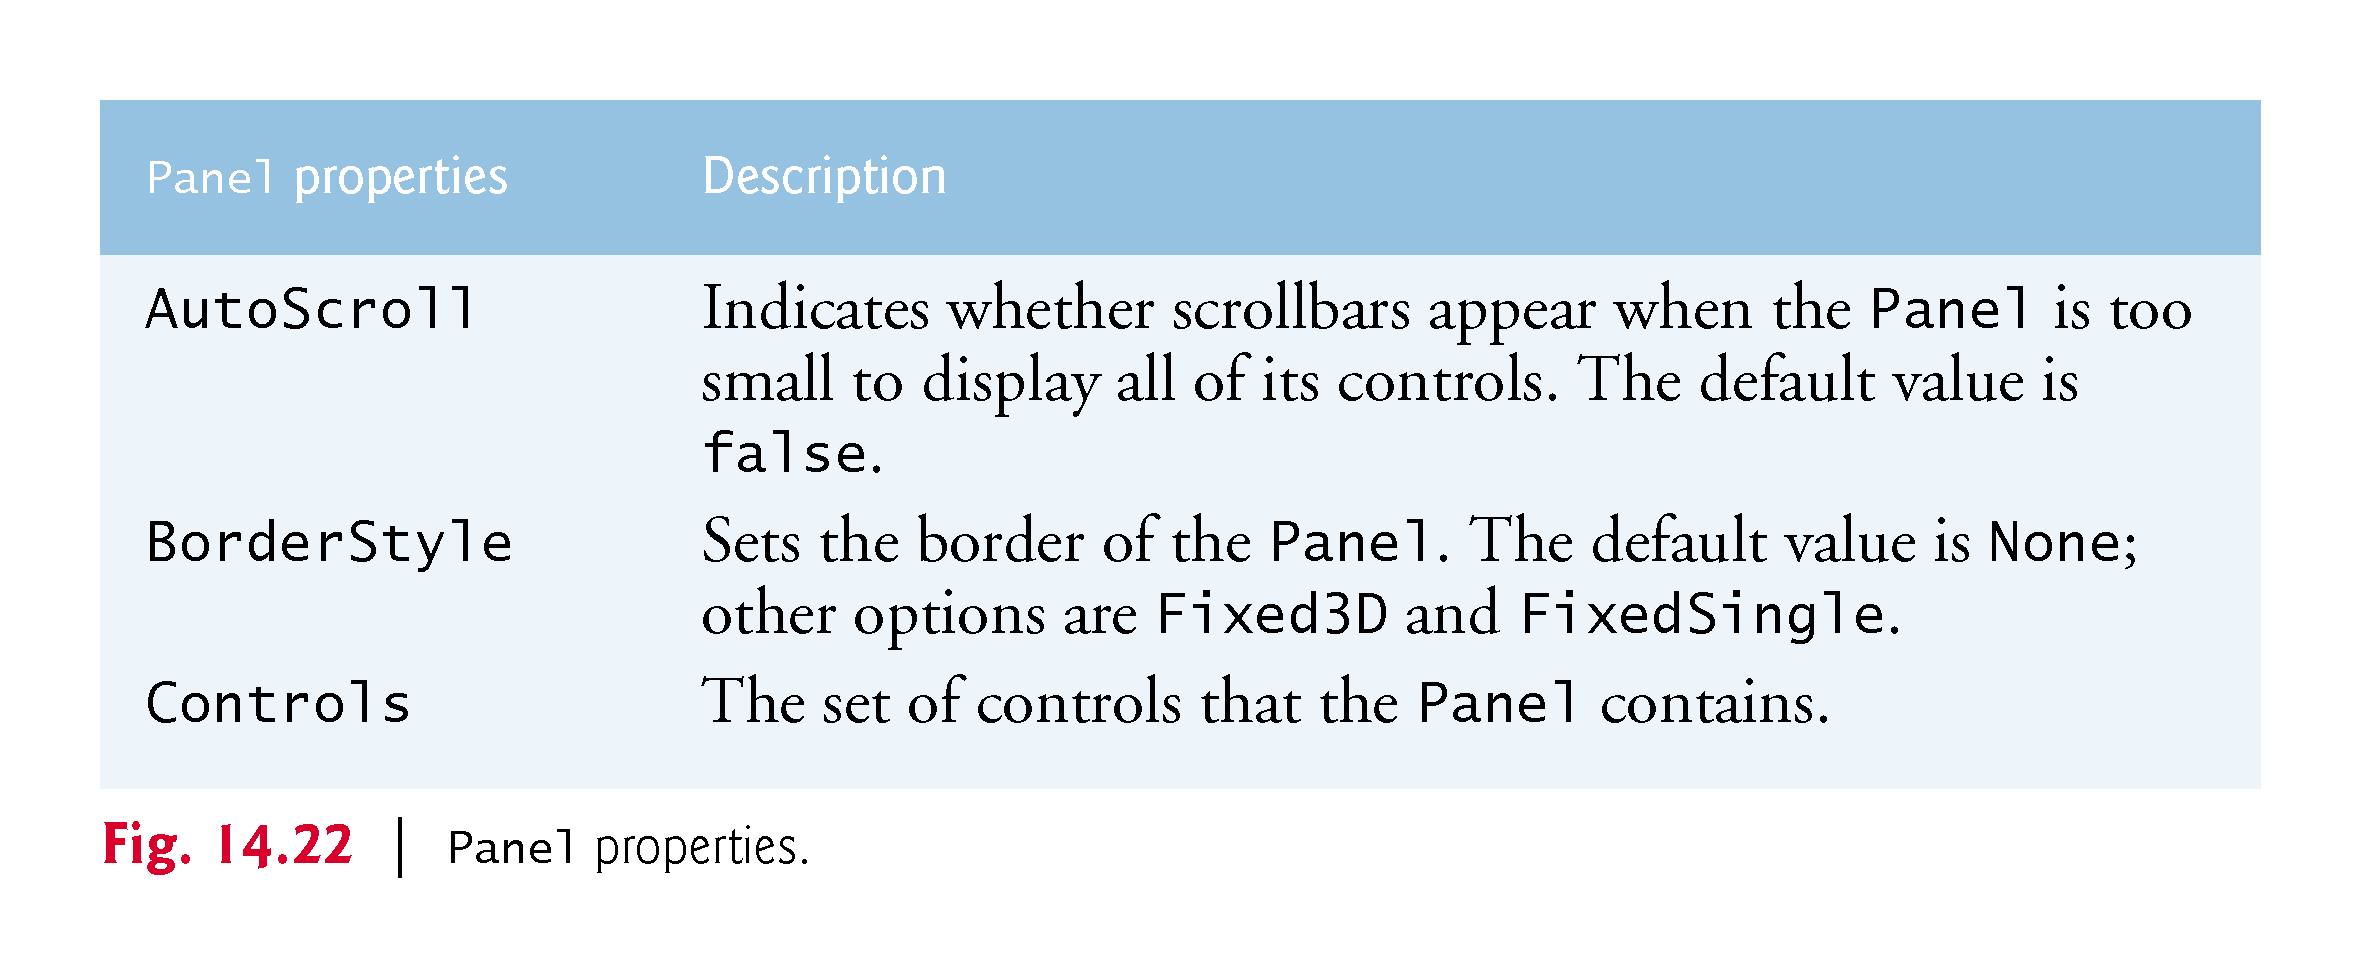 Panel properties Description
AutoScroll Indicates whether scrollbars appear when the Panel is too
small to display all of its controls. The default value is
false.
BorderStyle Sets the border of the Panel. The default value is None;
other options are Fixed3D and FixedSingle.
Controls The set of controls that the Panel contains.
Fig. 14.22 | Panel properties.